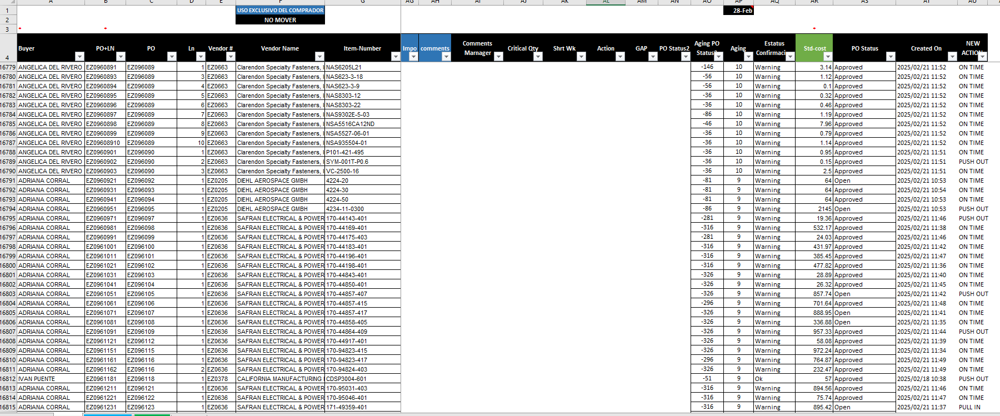 A B C D E F G AG AH AI AJ AK AL AM AN AO AP AQ AR AS AT AU
1 USO EXCLUSIVO DEL COMPRADOR 28-Feb
2 NO MOVER
3 * * *
4 Buyer PO+LN PO Ln Vendor # Vendor Name Item-Number Impo comments Comments Marnager Critical Qty Shrt Wk Action GAP PO Status2 Aging PO Status Aging Estatus Confirmaci Std-cost PO Status Created On NEW ACTION
16779 ANGELICA DEL RIVERO EZ0960891 EZ096089 1 EZ0663 Clarendon Specialty Fasteners, I NAS6205L21 -146 10 Warning 3.14 Approved 2025/02/21 11:52 ON TIME
16780 ANGELICA DEL RIVERO EZ0960893 EZ096089 3 EZ0663 Clarendon Specialty Fasteners, I NAS623-3-18 -56 10 Warning 1.12 Approved 2025/02/21 11:52 ON TIME
16781 ANGELICA DEL RIVERO EZ0960894 EZ096089 4 EZ0663 Clarendon Specialty Fasteners, I NAS623-3-9 -56 10 Warning 0.1 Approved 2025/02/21 11:52 ON TIME
16782 ANGELICA DEL RIVERO EZ0960895 EZ096089 5 EZ0663 Clarendon Specialty Fasteners, I NAS8303-12 -36 10 Warning 0.32 Approved 2025/02/21 11:52 ON TIME
16783 ANGELICA DEL RIVERO EZ0960896 EZ096089 6 EZ0663 Clarendon Specialty Fasteners, I NAS8303-22 -36 10 Warning 0.46 Approved 2025/02/21 11:52 ON TIME
16784 ANGELICA DEL RIVERO EZ0960897 EZ096089 7 EZ0663 Clarendon Specialty Fasteners, I NAS9302E-5-03 -86 10 Warning 1.19 Approved 2025/02/21 11:52 ON TIME
16785 ANGELICA DEL RIVERO EZ0960898 EZ096089 8 EZ0663 Clarendon Specialty Fasteners, I NSA5516CA12ND -46 10 Warning 7.96 Approved 2025/02/21 11:52 ON TIME
16786 ANGELICA DEL RIVERO EZ0960899 EZ096089 9 EZ0663 Clarendon Specialty Fasteners, I NSA5527-06-01 -36 10 Warning 0.79 Approved 2025/02/21 11:52 ON TIME
16787 ANGELICA DEL RIVERO EZ09608910 EZ096089 10 EZ0663 Clarendon Specialty Fasteners, I NSA935504-01 -36 10 Warning 1.14 Approved 2025/02/21 11:52 ON TIME
16788 ANGELICA DEL RIVERO EZ0960901 EZ096090 1 EZ0663 Clarendon Specialty Fasteners, I P101-421-495 -36 10 Warning 0.95 Approved 2025/02/21 11:51 ON TIME
16789 ANGELICA DEL RIVERO EZ0960902 EZ096090 2 EZ0663 Clarendon Specialty Fasteners, I SYM-001T-P0.6 -36 10 Warning 0.15 Approved 2025/02/21 11:51 PUSH OUT
16790 ANGELICA DEL RIVERO EZ0960903 EZ096090 3 EZ0663 Clarendon Specialty Fasteners, I VC-2500-16 -36 10 Warning 2.5 Approved 2025/02/21 11:51 ON TIME
16791 ADRIANA CORRAL EZ0960921 EZ096092 1 EZ0205 DIEHL AEROSPACE GMBH 4224-20 -81 9 Warning 64 Open 2025/02/21 10:53 ON TIME
16792 ADRIANA CORRAL EZ0960931 EZ096093 1 EZ0205 DIEHL AEROSPACE GMBH 4224-30 -81 9 Warning 64 Approved 2025/02/21 10:54 ON TIME
16793 ADRIANA CORRAL EZ0960941 EZ096094 1 EZ0205 DIEHL AEROSPACE GMBH 4224-50 -81 9 Warning 64 Approved 2025/02/21 10:53 ON TIME
16794 ADRIANA CORRAL EZ0960951 EZ096095 1 EZ0205 DIEHL AEROSPACE GMBH 4234-11-0300 -86 9 Warning 2145 Open 2025/02/21 10:53 PUSH OUT
16795 ADRIANA CORRAL EZ0960971 EZ096097 1 EZ0636 SAFRAN ELECTRICAL & POWER 170-44143-401 -281 9 Warning 19.36 Approved 2025/02/21 11:46 PUSH OUT
16796 ADRIANA CORRAL EZ0960981 EZ096098 1 EZ0636 SAFRAN ELECTRICAL & POWER 170-44169-401 -316 9 Warning 532.17 Approved 2025/02/21 11:38 ON TIME
16797 ADRIANA CORRAL EZ0960991 EZ096099 1 EZ0636 SAFRAN ELECTRICAL & POWER 170-44175-403 -281 9 Warning 24.03 Approved 2025/02/21 11:46 ON TIME
16798 ADRIANA CORRAL EZ0961001 EZ096100 1 EZ0636 SAFRAN ELECTRICAL & POWER 170-44183-401 -316 9 Warning 431.97 Approved 2025/02/21 11:42 ON TIME
16799 ADRIANA CORRAL EZ0961011 EZ096101 1 EZ0636 SAFRAN ELECTRICAL & POWER 170-44196-401 -316 9 Warning 385.45 Approved 2025/02/21 11:47 ON TIME
16800 ADRIANA CORRAL EZ0961021 EZ096102 1 EZ0636 SAFRAN ELECTRICAL & POWER 170-44198-401 -316 9 Warning 477.82 Approved 2025/02/21 11:36 ON TIME
16801 ADRIANA CORRAL EZ0961031 EZ096103 1 EZ0636 SAFRAN ELECTRICAL & POWER 170-44843-401 -326 9 Warning 28.89 Approved 2025/02/21 11:40 ON TIME
16802 ADRIANA CORRAL EZ0961041 EZ096104 1 EZ0636 SAFRAN ELECTRICAL & POWER 170-44850-401 -326 9 Warning 26.32 Approved 2025/02/21 11:45 ON TIME
16803 ADRIANA CORRAL EZ0961051 EZ096105 1 EZ0636 SAFRAN ELECTRICAL & POWER 170-44857-407 -326 9 Warning 857.74 Open 2025/02/21 11:42 PUSH OUT
16804 ADRIANA CORRAL EZ0961061 EZ096106 1 EZ0636 SAFRAN ELECTRICAL & POWER 170-44857-415 -296 9 Warning 701.64 Approved 2025/02/21 11:48 ON TIME
16805 ADRIANA CORRAL EZ0961071 EZ096107 1 EZ0636 SAFRAN ELECTRICAL & POWER 170-44857-417 -326 9 Warning 888.95 Open 2025/02/21 11:41 ON TIME
16806 ADRIANA CORRAL EZ0961081 EZ096108 1 EZ0636 SAFRAN ELECTRICAL & POWER 170-44858-405 -326 9 Warning 336.88 Open 2025/02/21 11:35 ON TIME
16807 ADRIANA CORRAL EZ0961091 EZ096109 1 EZ0636 SAFRAN ELECTRICAL & POWER 170-44864-409 -326 9 Warning 957.33 Approved 2025/02/21 11:44 PUSH OUT
16808 ADRIANA CORRAL EZ0961121 EZ096112 1 EZ0636 SAFRAN ELECTRICAL & POWER 170-44917-401 -326 9 Warning 58.08 Approved 2025/02/21 11:39 ON TIME
16809 ADRIANA CORRAL EZ0961151 EZ096115 1 EZ0636 SAFRAN ELECTRICAL & POWER 170-94823-415 -326 9 Warning 972.24 Approved 2025/02/21 11:34 ON TIME
16810 ADRIANA CORRAL EZ0961161 EZ096116 1 EZ0636 SAFRAN ELECTRICAL & POWER 170-94823-417 -296 9 Warning 764.87 Approved 2025/02/21 11:49 ON TIME
16811 ADRIANA CORRAL EZ0961162 EZ096116 2 EZ0636 SAFRAN ELECTRICAL & POWER 170-94824-403 -326 9 Warning 232.47 Approved 2025/02/21 11:49 ON TIME
16812 IVAN PUENTE EZ0961181 EZ096118 1 EZ0378 CALIFORNIA MANUFACTURING I CDSP3004-601 -51 9 Ok 57 Approved 2025/02/18 10:38 PUSH OUT
16813 ADRIANA CORRAL EZ0961211 EZ096121 1 EZ0636 SAFRAN ELECTRICAL & POWER 170-95031-403 -316 9 Warning 894.56 Approved 2025/02/21 11:46 ON TIME
16814 ADRIANA CORRAL EZ0961221 EZ096122 1 EZ0636 SAFRAN ELECTRICAL & POWER 170-95046-401 -316 9 Warning 75.74 Approved 2025/02/21 11:47 ON TIME
16815 ADRIANA CORRAL EZ0961231 EZ096123 1 EZ0636 SAFRAN ELECTRICAL & POWER 171-49359-401 -316 9 Warning 895.42 Open 2025/02/21 11:37 PULL IN